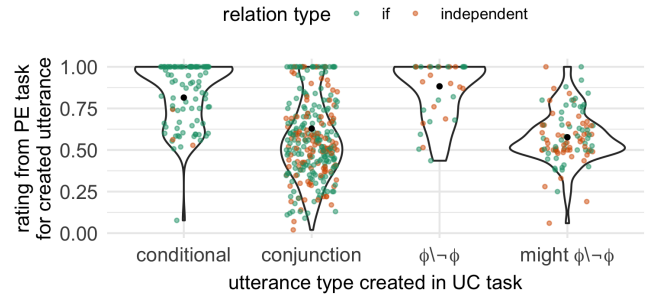 relation type if independent
rating from PE task
for created utterance
1.00
0.75
0.50
0.25
0.00
conditional conjunction ϕ\¬ϕ might ϕ\¬ϕ
utterance type created in UC task